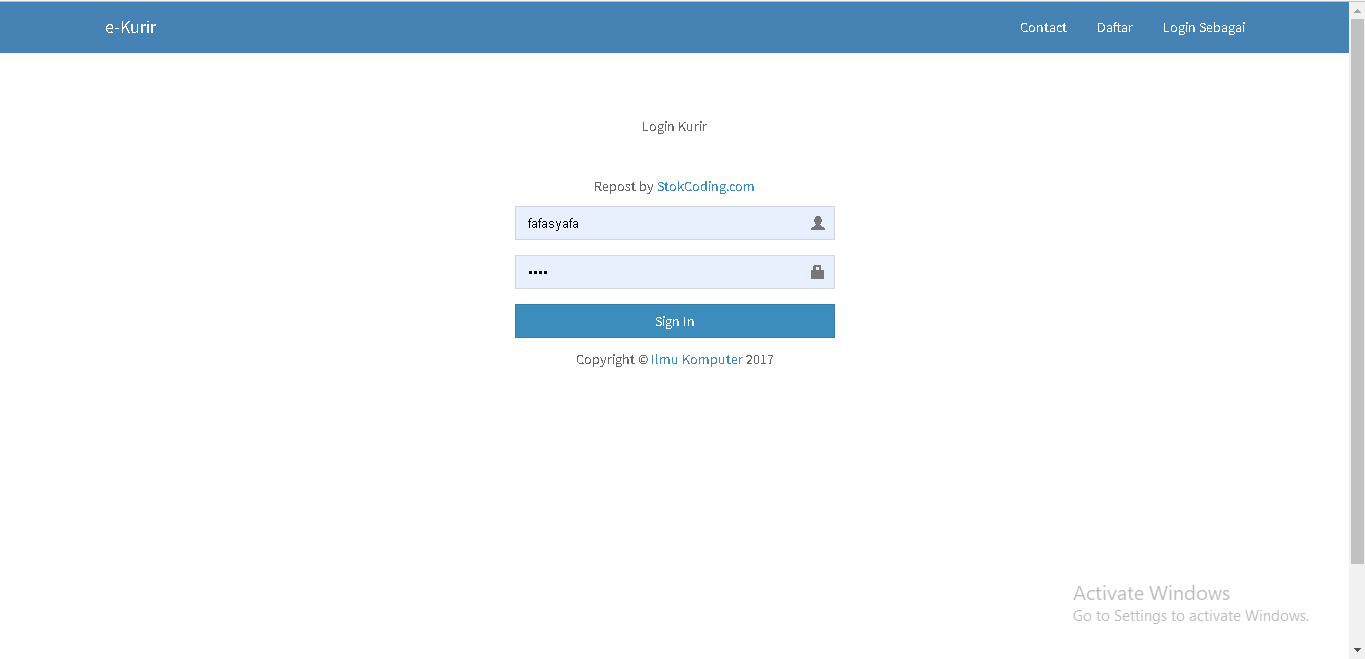 e-Kurir
Contact Daftar Login Sebagai
Login Kurir
Repost by StokCoding.com
fafasyafa
••••
Sign In
Copyright © Ilmu Komputer 2017
Activate Windows
Go to Settings to activate Windows.